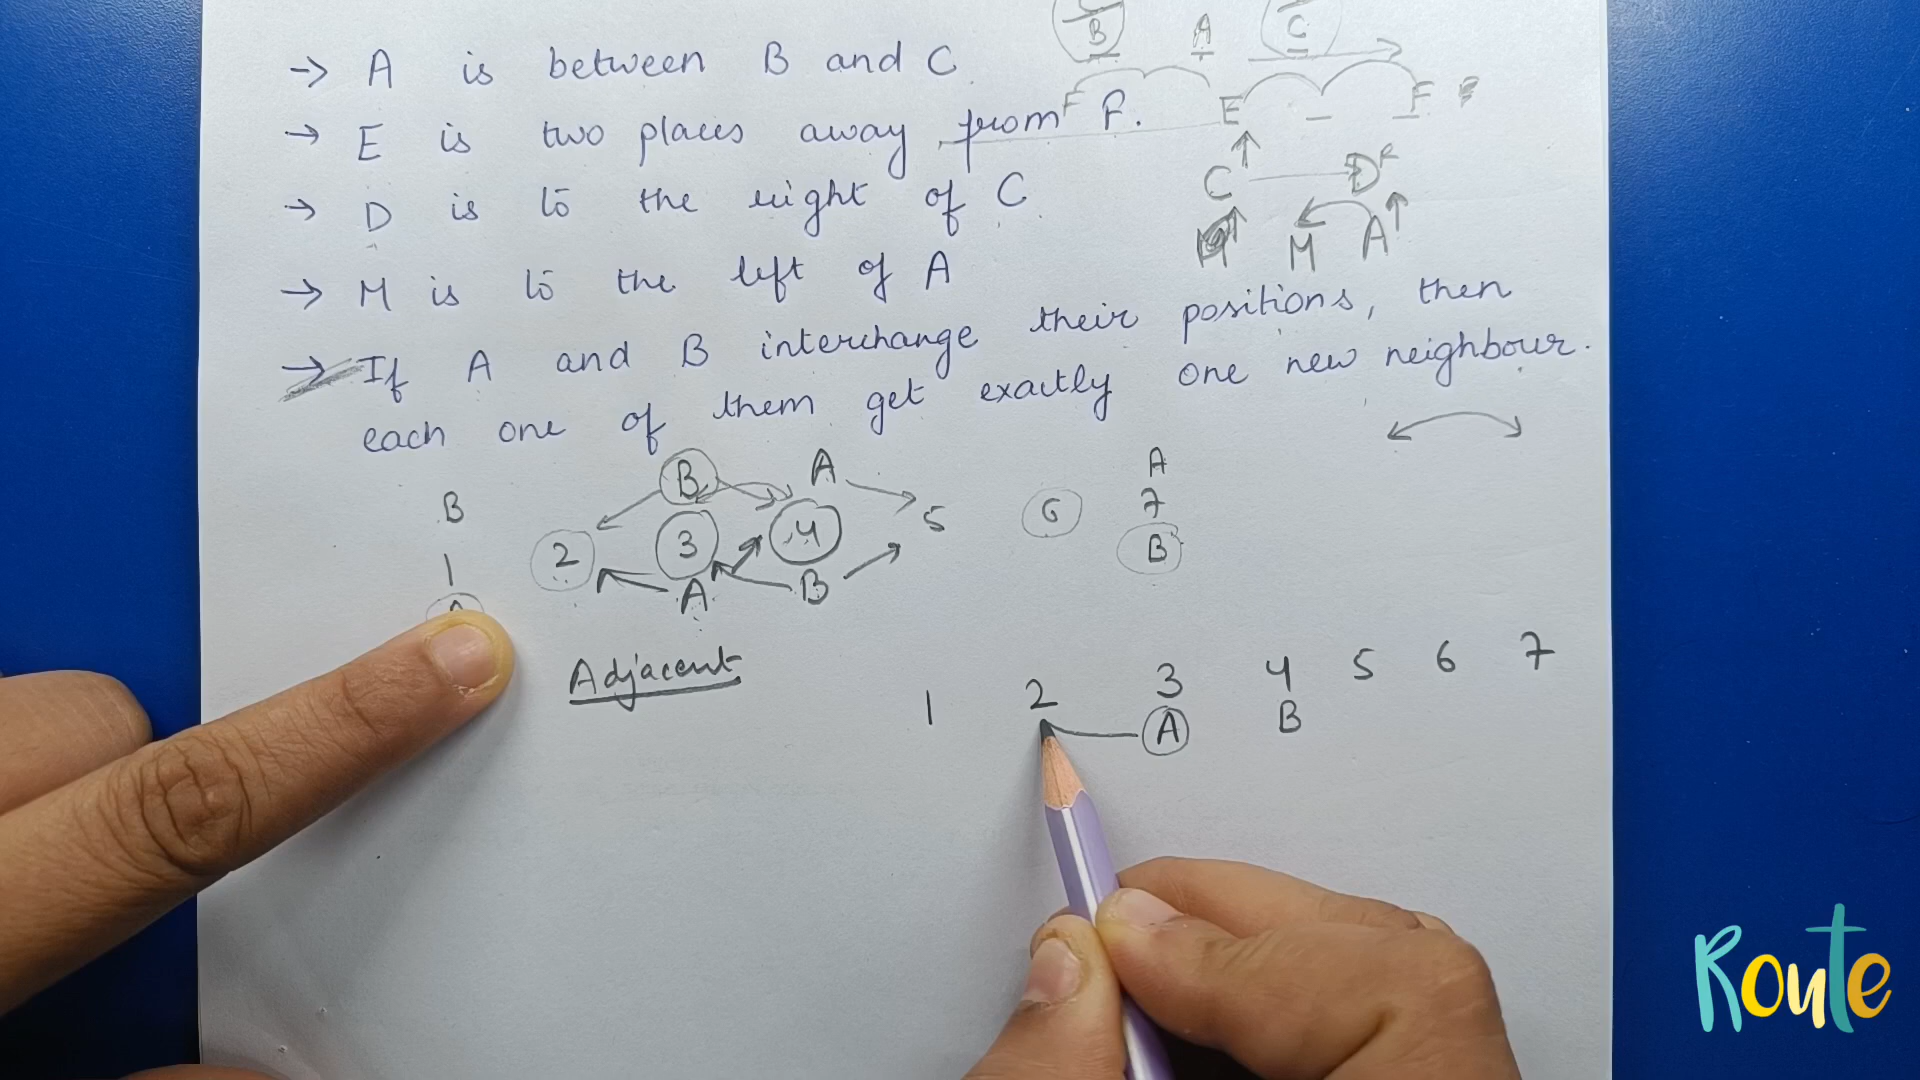 B A C
→ A is between B and C
F E _ F
→ E is two places away from F.
C → D R
→ D is to the right of C
M M A
→ M is to the left of A
→ If A and B interchange their positions, then
each one of them get exactly one new neighbour.
B B A A
1 2 3 4 5 6 7
A B B
Adjacent
1 2 3 4 5 6 7
A B
Route